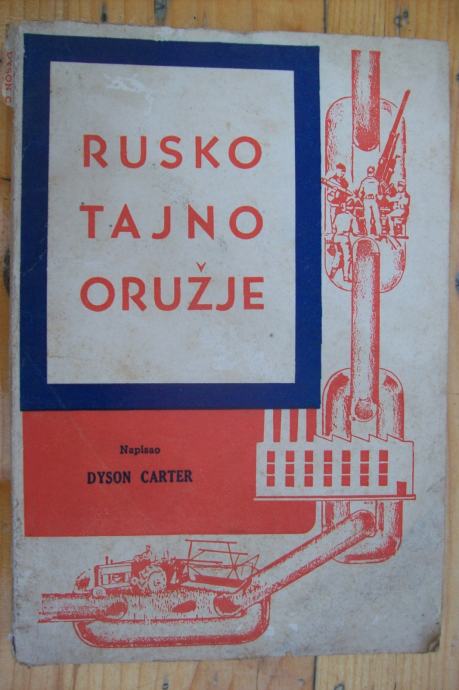 RUSKO
TAJNO
ORUŽJE
Napisao
DYSON CARTER